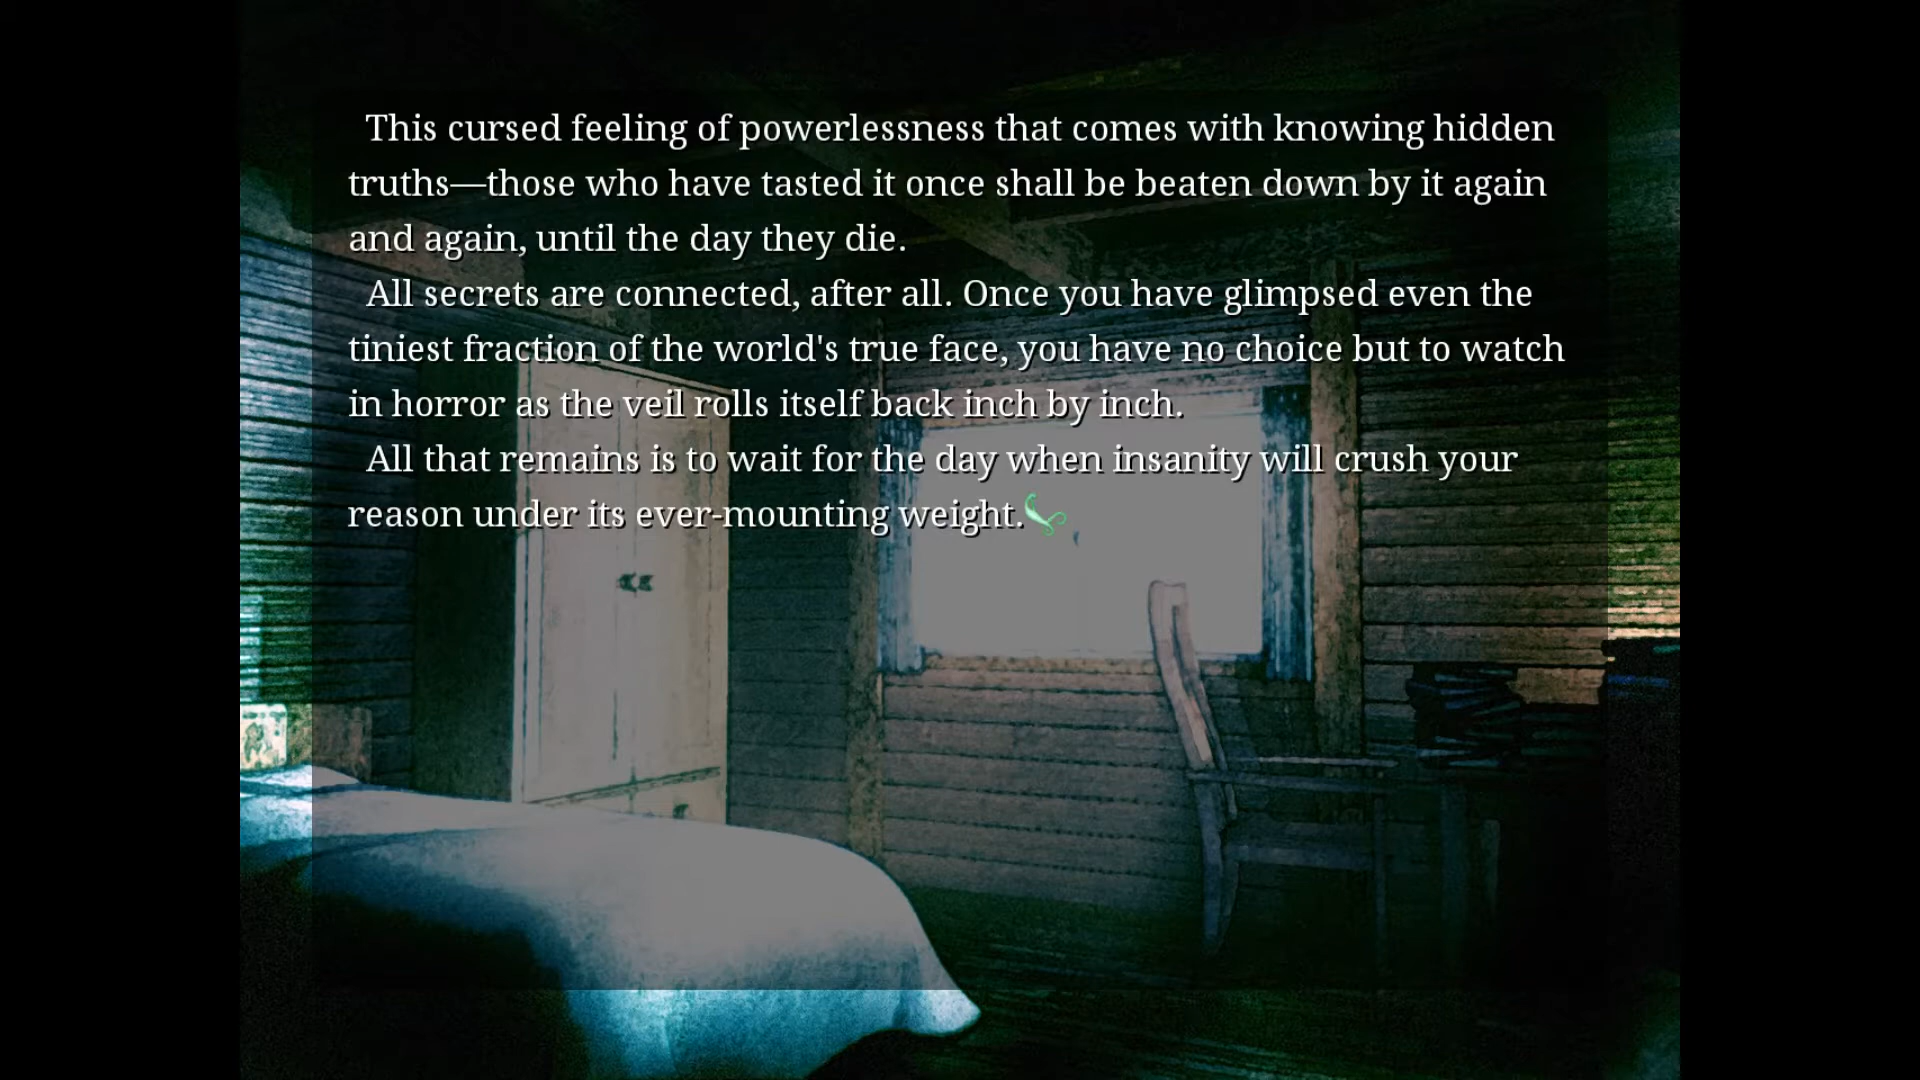 This cursed feeling of powerlessness that comes with knowing hidden
truths—those who have tasted it once shall be beaten down by it again
and again, until the day they die.
All secrets are connected, after all. Once you have glimpsed even the
tiniest fraction of the world's true face, you have no choice but to watch
in horror as the veil rolls itself back inch by inch.
All that remains is to wait for the day when insanity will crush your
reason under its ever-mounting weight.